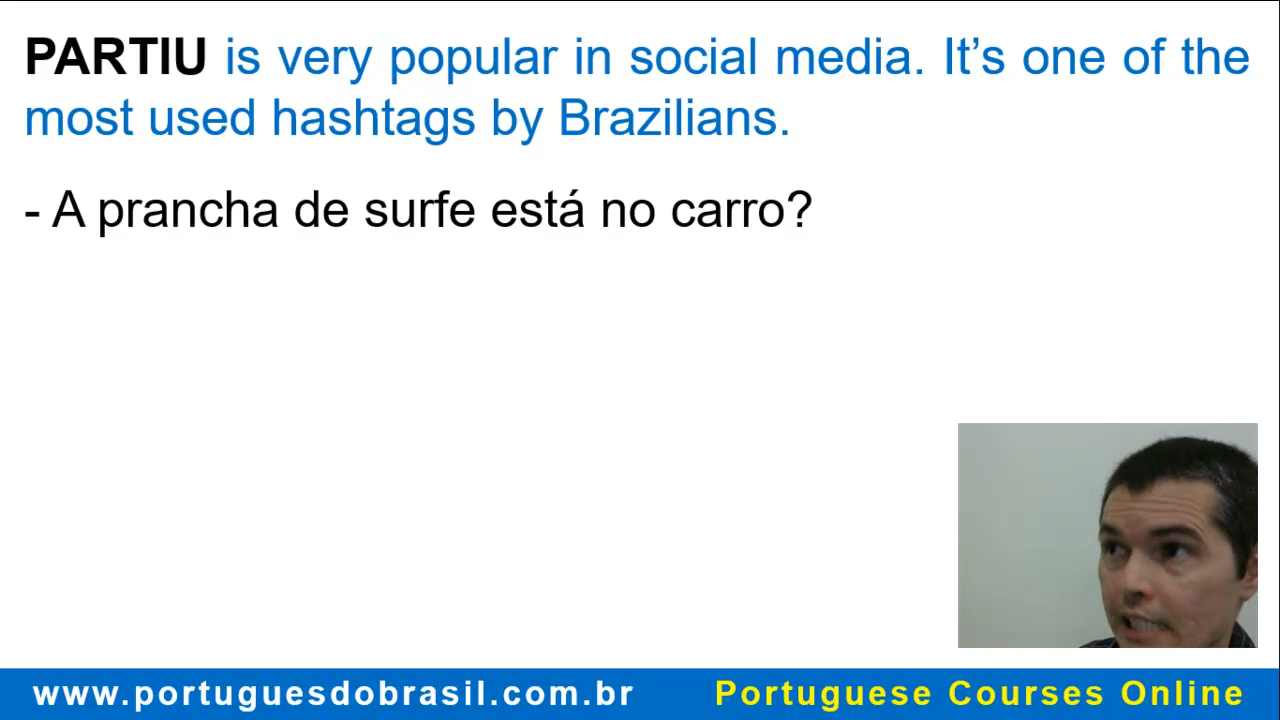 PARTIU is very popular in social media. It’s one of the
most used hashtags by Brazilians.
- A prancha de surfe está no carro?
www.portuguesdobrasil.com.br Portuguese Courses Online